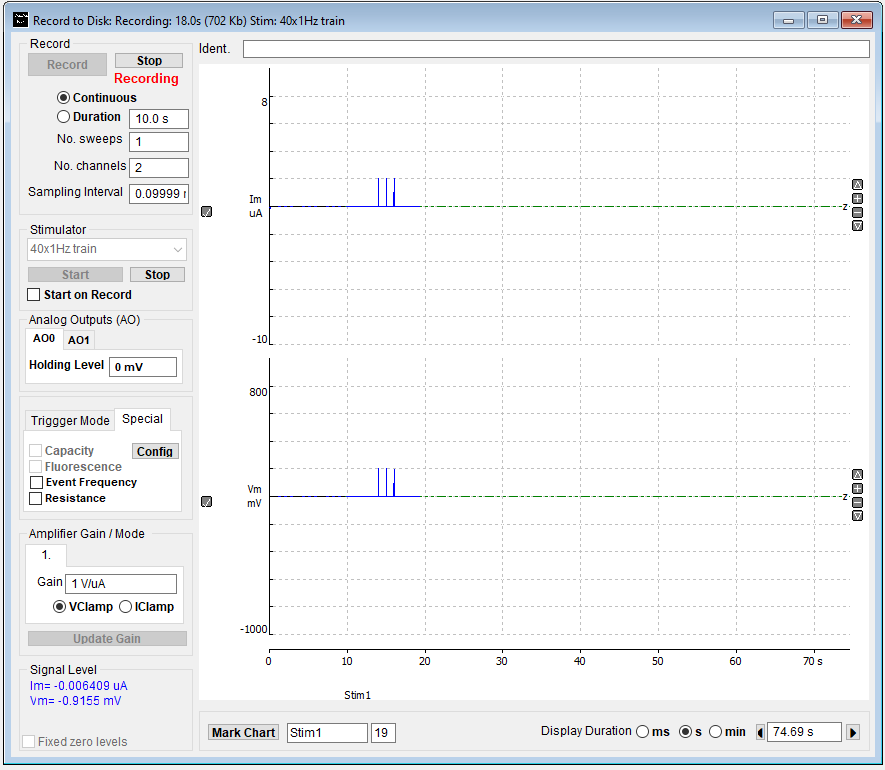 Record to Disk: Recording: 18.0s (702 Kb) Stim: 40x1Hz train
Record
Record
Stop
Recording
Continuous
Duration 10.0 s
No. sweeps 1
No. channels 2
Sampling Interval 0.09999
Stimulator
40x1Hz train
Start Stop
Start on Record
Analog Outputs (AO)
AO0 AO1
Holding Level 0 mV
Triggger Mode Special
Capacity Config
Fluorescence
Event Frequency
Resistance
Amplifier Gain / Mode
1.
Gain 1 V/uA
VClamp IClamp
Update Gain
Signal Level
Im= -0.006409 uA
Vm= -0.9155 mV
Fixed zero levels
Ident.
8
Im
uA
-z-
-10
800
Vm
mV
-z-
-1000
0 10 20 30 40 50 60 70 s
Stim1
Mark Chart Stim1 19 Display Duration ms s min 74.69 s